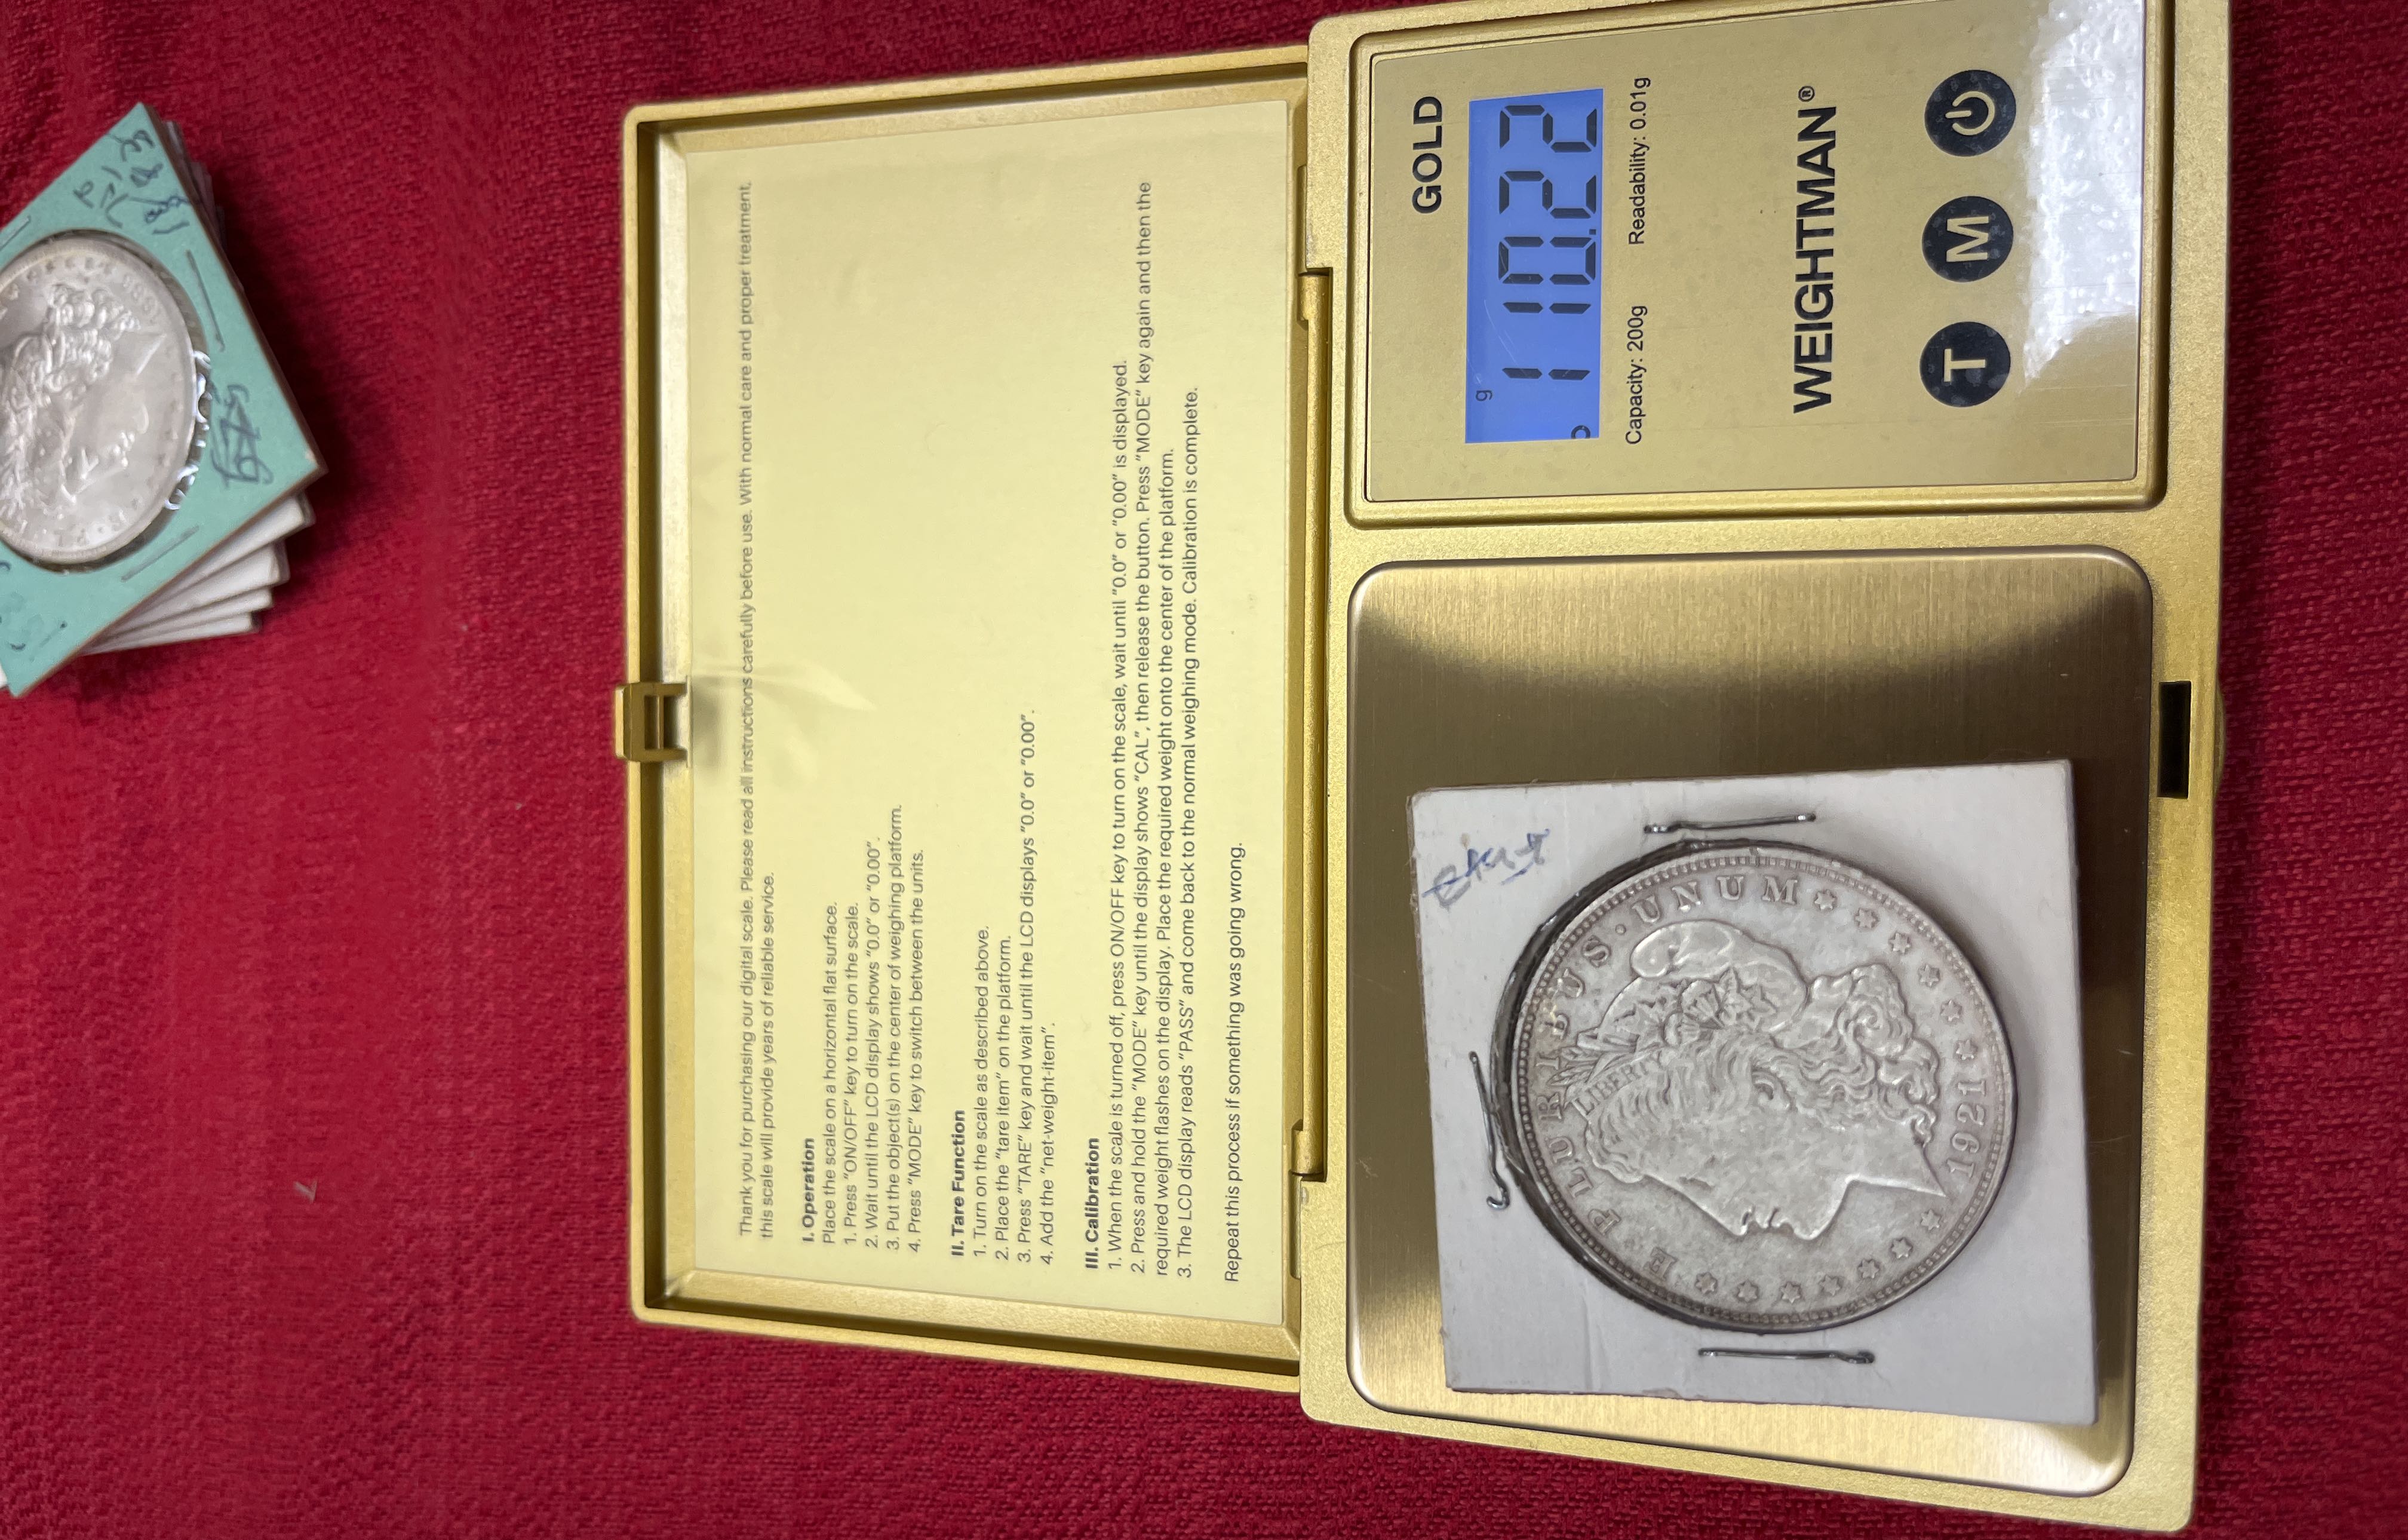 Thank you for purchasing our digital scale. Please read all instructions carefully before use. With normal care and proper treatment,
this scale will provide years of reliable service.
I. Operation
Place the scale on a horizontal flat surface.
1. Press "ON/OFF" key to turn on the scale.
2. Wait until the LCD display shows "0.0" or "0.00".
3. Put the object(s) on the center of weighing platform.
4. Press "MODE" key to switch between the units.
II. Tare Function
1. Turn on the scale as described above.
2. Place the "tare item" on the platform.
3. Press "TARE" key and wait until the LCD displays "0.0" or "0.00".
4. Add the "net-weight-item".
III. Calibration
1. When the scale is turned off, press ON/OFF key to turn on the scale, wait until "0.0" or "0.00" is displayed.
2. Press and hold the "MODE" key until the display shows "CAL", then release the button. Press "MODE" key again and then the
required weight flashes on the display. Place the required weight onto the center of the platform.
3. The LCD display reads "PASS" and come back to the normal weighing mode. Calibration is complete.
Repeat this process if something was going wrong.
GOLD
g
110.22
Capacity: 200g Readability: 0.01g
WEIGHTMAN®
T M
E · PLURIBUS · UNUM
LIBERTY
1921